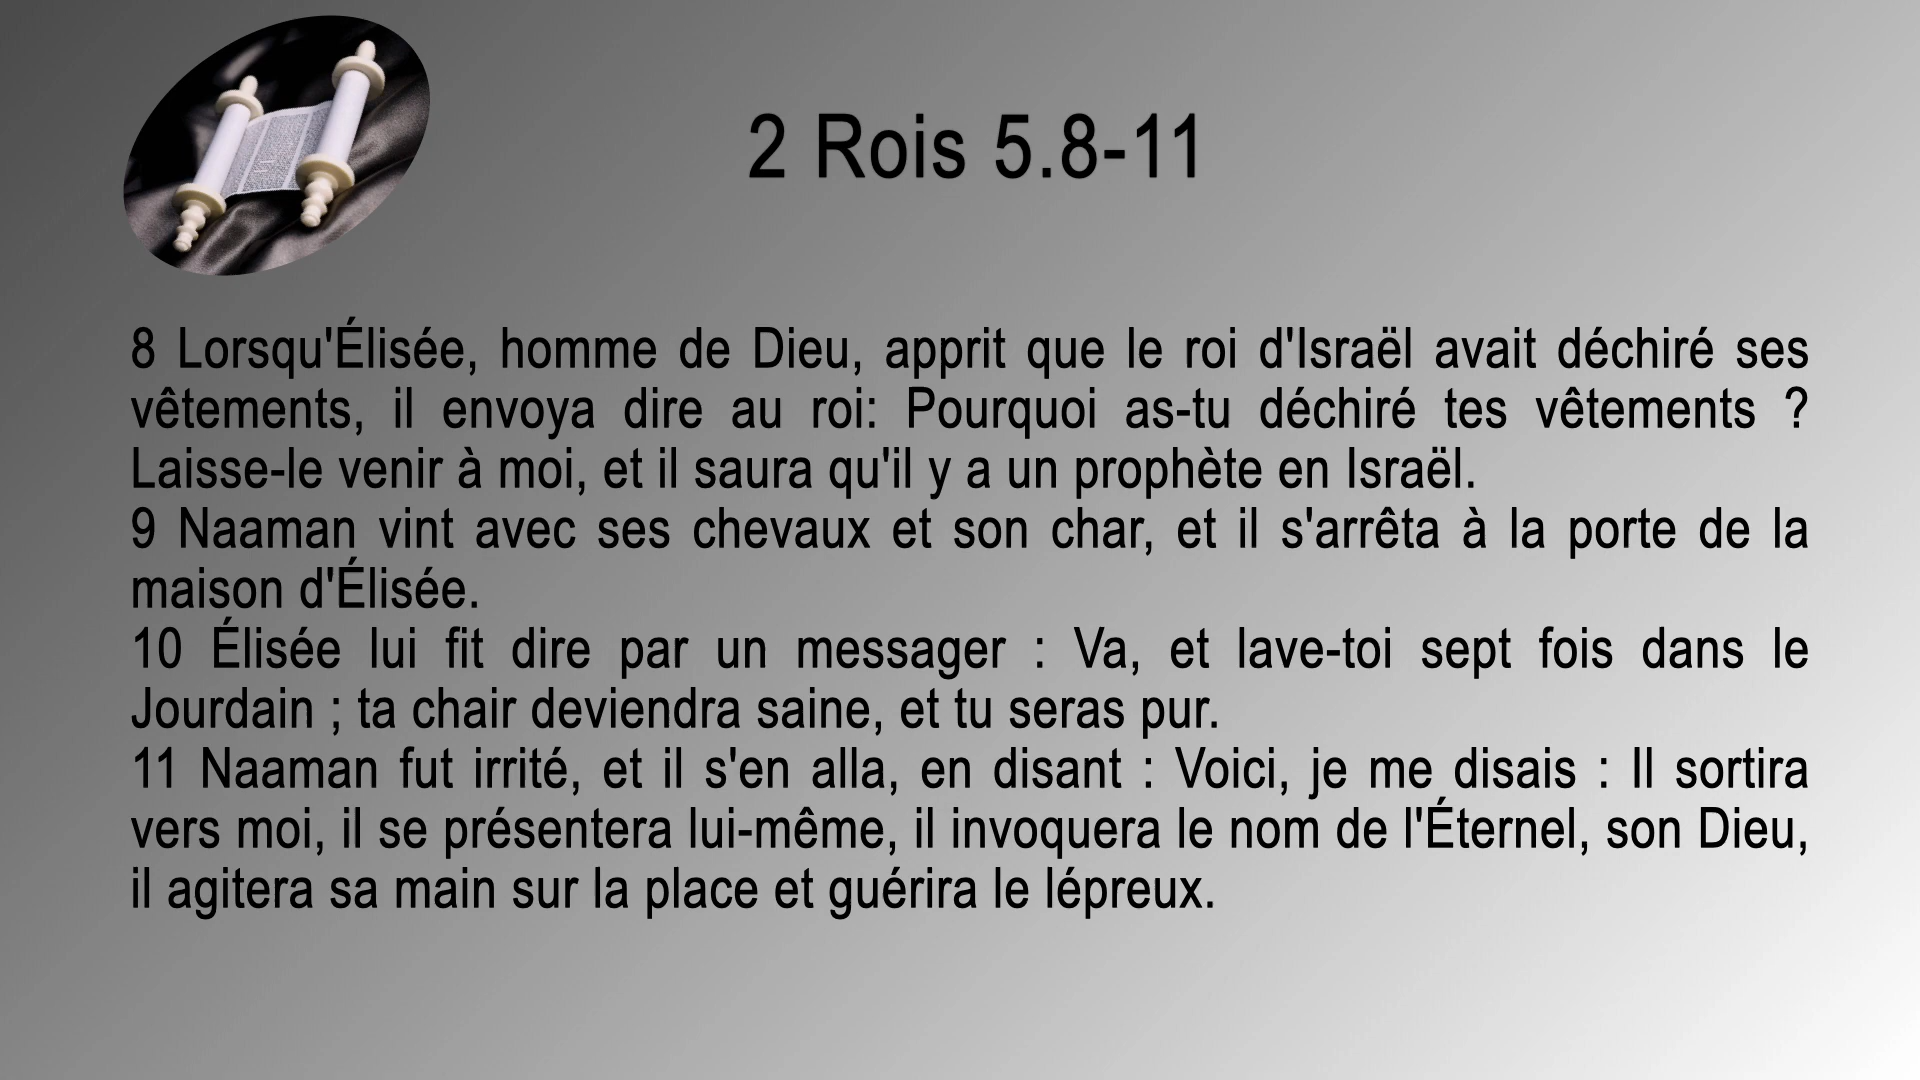 2 Rois 5.8-11
8 Lorsqu'Élisée, homme de Dieu, apprit que le roi d'Israël avait déchiré ses
vêtements, il envoya dire au roi: Pourquoi as-tu déchiré tes vêtements ?
Laisse-le venir à moi, et il saura qu'il y a un prophète en Israël.
9 Naaman vint avec ses chevaux et son char, et il s'arrêta à la porte de la
maison d'Élisée.
10 Élisée lui fit dire par un messager : Va, et lave-toi sept fois dans le
Jourdain ; ta chair deviendra saine, et tu seras pur.
11 Naaman fut irrité, et il s'en alla, en disant : Voici, je me disais : Il sortira
vers moi, il se présentera lui-même, il invoquera le nom de l'Éternel, son Dieu,
il agitera sa main sur la place et guérira le lépreux.